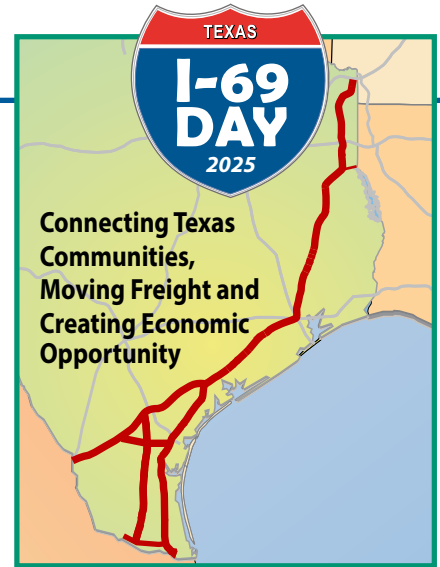 TEXAS
I-69
DAY
2025
Connecting Texas
Communities,
Moving Freight and
Creating Economic
Opportunity